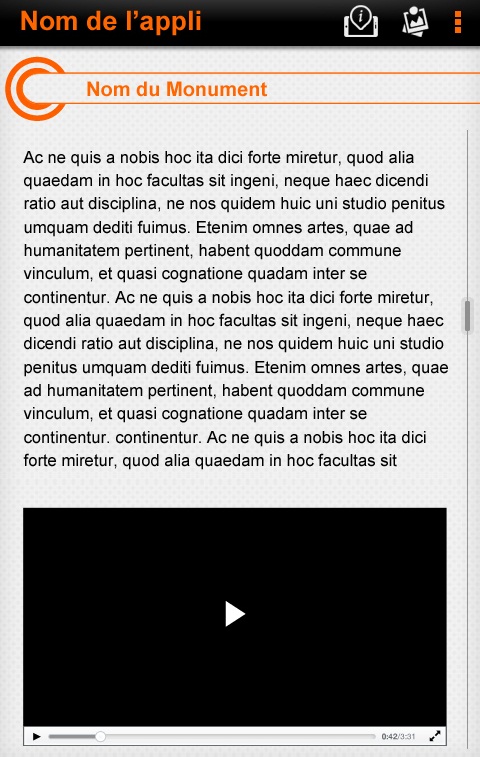 Nom de l’appli
Nom du Monument
Ac ne quis a nobis hoc ita dici forte miretur, quod alia
quaedam in hoc facultas sit ingeni, neque haec dicendi
ratio aut disciplina, ne nos quidem huic uni studio penitus
umquam dediti fuimus. Etenim omnes artes, quae ad
humanitatem pertinent, habent quoddam commune
vinculum, et quasi cognatione quadam inter se
continentur. Ac ne quis a nobis hoc ita dici forte miretur,
quod alia quaedam in hoc facultas sit ingeni, neque haec
dicendi ratio aut disciplina, ne nos quidem huic uni studio
penitus umquam dediti fuimus. Etenim omnes artes, quae
ad humanitatem pertinent, habent quoddam commune
vinculum, et quasi cognatione quadam inter se
continentur. continentur. Ac ne quis a nobis hoc ita dici
forte miretur, quod alia quaedam in hoc facultas sit
0:42/3:31